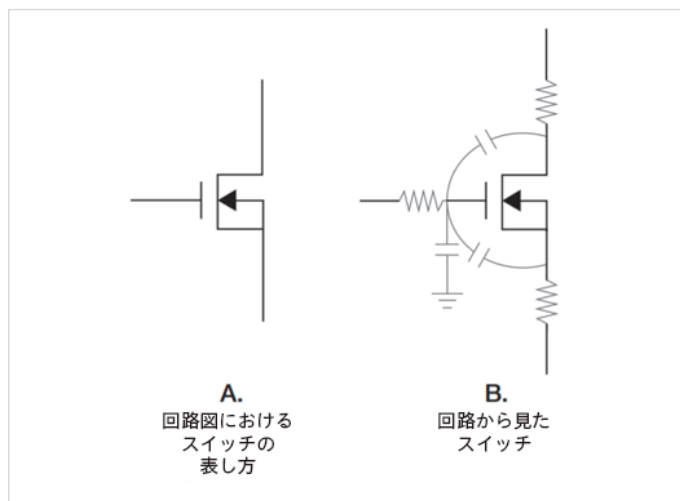 A.
回路図における
スイッチの
表し方
B.
回路から見た
スイッチ